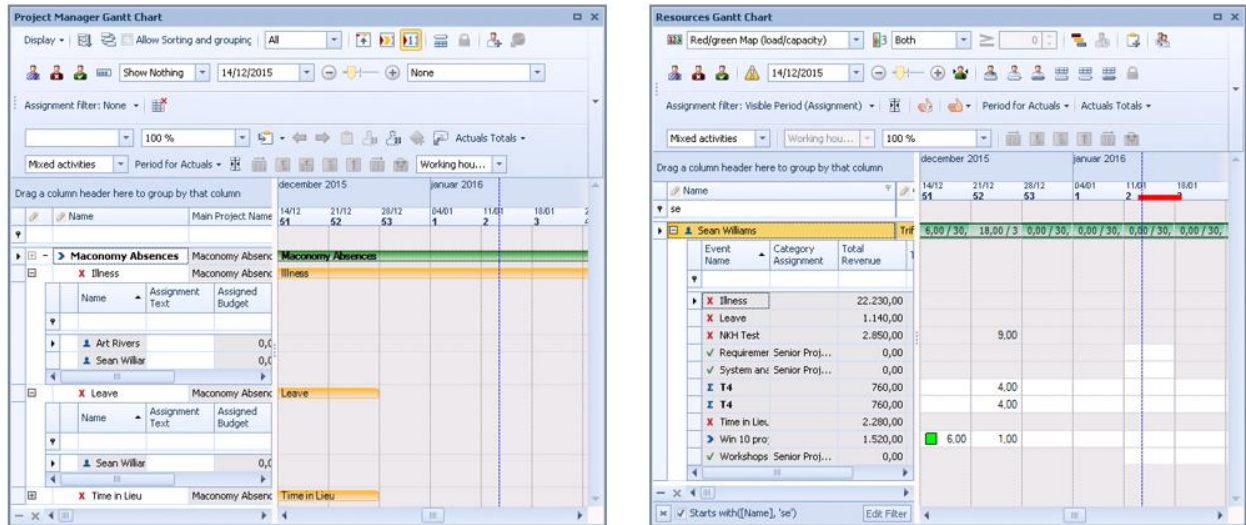 Project Manager Gantt Chart
Display
Allow Sorting and grouping
All
Show Nothing
14/12/2015
None
Assignment filter: None
100 %
Actuals Totals
Mixed activities
Period for Actuals
Working hou...
Drag a column header here to group by that column
december 2015
januar 2016
Name
Main Project Name
14/12 21/12 28/12 04/01 11/01 18/01
51 52 53 1 2 3
Maconomy Absences Maconomy Absenc Maconomy Absences
X Illness Maconomy Absenc Illness
Name Assignment Text Assigned Budget
Art Rivers 0,0
Sean Williar 0,0
X Leave Maconomy Absenc Leave
Name Assignment Text Assigned Budget
Sean Williar 0,0
X Time in Lieu Maconomy Absenc Time in Lieu
Resources Gantt Chart
Red/green Map (load/capacity)
3 Both
≥ 0
14/12/2015
Assignment filter: Visible Period (Assignment)
Period for Actuals
Actuals Totals
Mixed activities
Working hou...
100 %
Drag a column header here to group by that column
december 2015
januar 2016
Name
14/12 21/12 28/12 04/01 11/01 18/01
51 52 53 1 2 3
se
Sean Williams Trif 6,00 / 30, 18,00 / 3 0,00 / 30, 0,00 / 30, 0,00 / 30, 0,00 / 30,
Event Name Category Assignment Total Revenue
X Illness 22.230,00
X Leave 1.140,00
X NKH Test 2.850,00 9,00
√ Requiremer Senior Proj... 0,00
√ System ana Senior Proj... 0,00
Σ T4 760,00 4,00
Σ T4 760,00 4,00
X Time in Lieu 2.280,00
Win 10 pro 1.520,00 6,00 1,00
√ Workshops Senior Proj... 0,00
Starts with([Name], 'se') Edit Filter